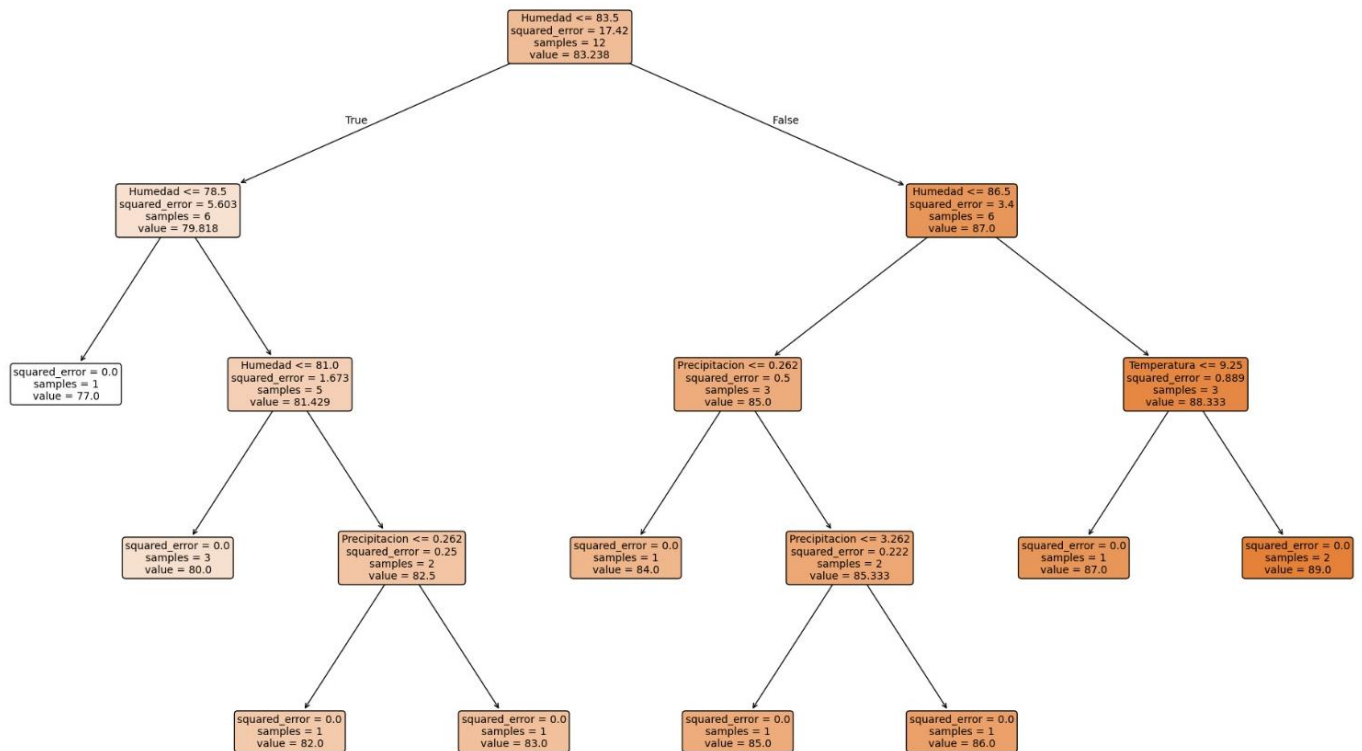 Humedad <= 83.5
squared_error = 17.42
samples = 12
value = 83.238
True
False
Humedad <= 78.5
squared_error = 5.603
samples = 6
value = 79.818
Humedad <= 86.5
squared_error = 3.4
samples = 6
value = 87.0
squared_error = 0.0
samples = 1
value = 77.0
Humedad <= 81.0
squared_error = 1.673
samples = 5
value = 81.429
Precipitacion <= 0.262
squared_error = 0.5
samples = 3
value = 85.0
Temperatura <= 9.25
squared_error = 0.889
samples = 3
value = 88.333
squared_error = 0.0
samples = 3
value = 80.0
Precipitacion <= 0.262
squared_error = 0.25
samples = 2
value = 82.5
squared_error = 0.0
samples = 1
value = 84.0
Precipitacion <= 3.262
squared_error = 0.222
samples = 2
value = 85.333
squared_error = 0.0
samples = 1
value = 87.0
squared_error = 0.0
samples = 2
value = 89.0
squared_error = 0.0
samples = 1
value = 82.0
squared_error = 0.0
samples = 1
value = 83.0
squared_error = 0.0
samples = 1
value = 85.0
squared_error = 0.0
samples = 1
value = 86.0